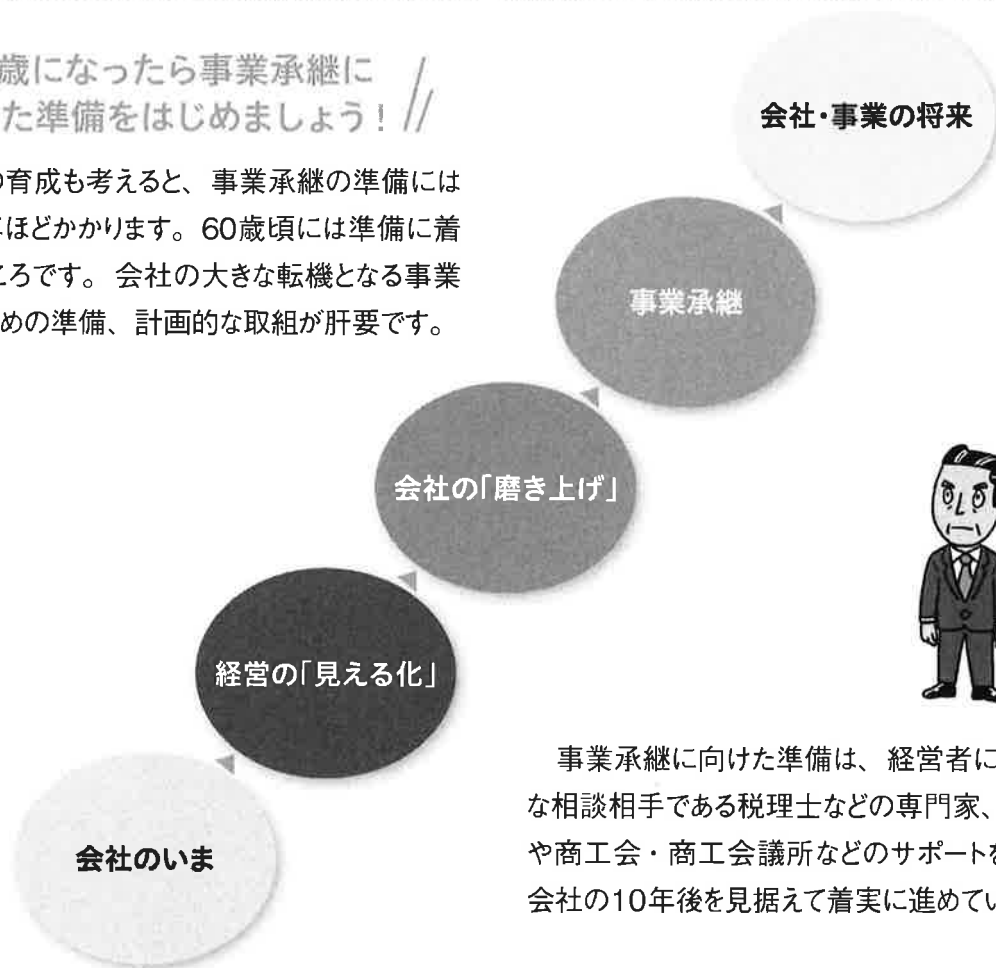 歳になったら事業承継に
た準備をはじめましょう!
育成も考えると、事業承継の準備には
ほどかかります。60歳頃には準備に着
ころです。会社の大きな転機となる事業
めの準備、計画的な取組が肝要です。
会社・事業の将来
事業承継
会社の「磨き上げ」
経営の「見える化」
会社のいま
事業承継に向けた準備は、経営者に
な相談相手である税理士などの専門家、
や商工会・商工会議所などのサポートを
会社の10年後を見据えて着実に進めてい